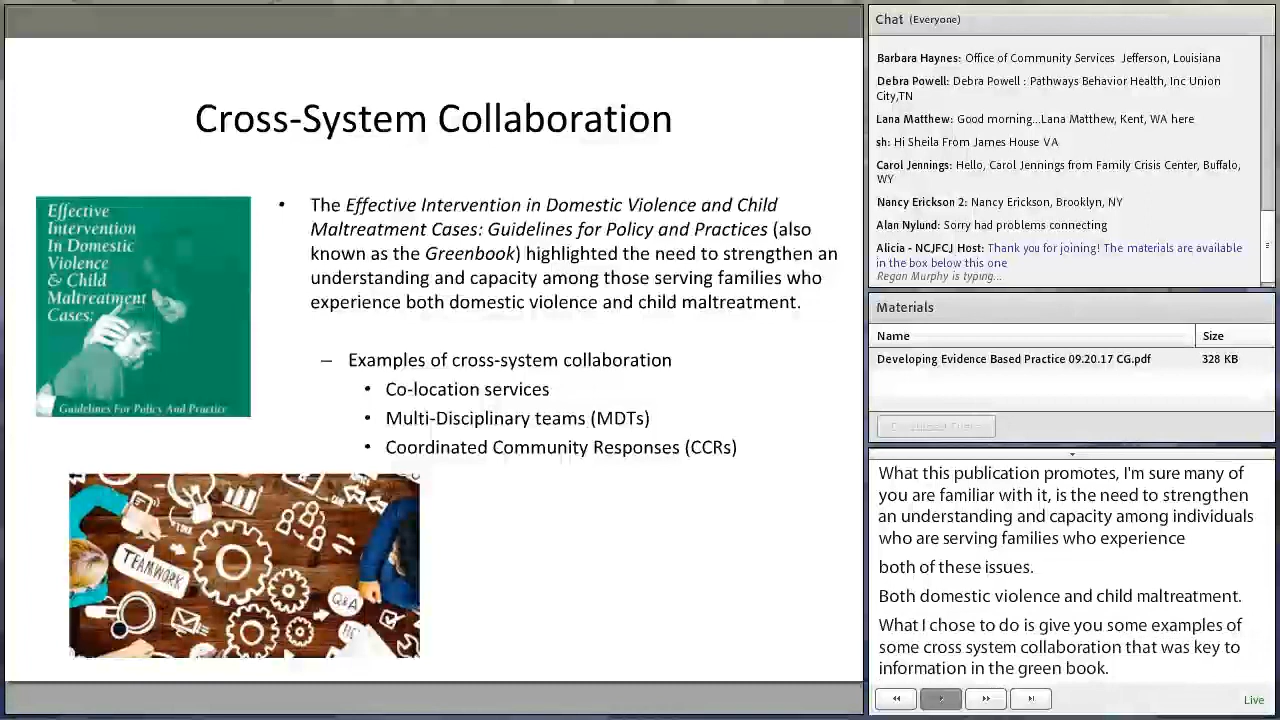 Cross-System Collaboration
Effective
Intervention
In Domestic
Violence
& Child
Maltreatment
Cases:
Guidelines For Policy And Practice
• The Effective Intervention in Domestic Violence and Child
Maltreatment Cases: Guidelines for Policy and Practices (also
known as the Greenbook) highlighted the need to strengthen an
understanding and capacity among those serving families who
experience both domestic violence and child maltreatment.
– Examples of cross-system collaboration
• Co-location services
• Multi-Disciplinary teams (MDTs)
• Coordinated Community Responses (CCRs)
TEAMWORK
Q&A
Chat (Everyone)
Barbara Haynes: Office of Community Services Jefferson, Louisiana
Debra Powell: Debra Powell : Pathways Behavior Health, Inc Union
City,TN
Lana Matthew: Good morning...Lana Matthew, Kent, WA here
sh: Hi Sheila From James House VA
Carol Jennings: Hello, Carol Jennings from Family Crisis Center, Buffalo,
WY
Nancy Erickson 2: Nancy Erickson, Brooklyn, NY
Alan Nylund: Sorry had problems connecting
Alicia - NCJFCJ Host: Thank you for joining! The materials are available
in the box below this one
Regan Murphy is typing...
Materials
Name Size
Developing Evidence Based Practice 09.20.17 CG.pdf 328 KB
What this publication promotes, I'm sure many of
you are familiar with it, is the need to strengthen
an understanding and capacity among individuals
who are serving families who experience
both of these issues.
Both domestic violence and child maltreatment.
What I chose to do is give you some examples of
some cross system collaboration that was key to
information in the green book.
Live